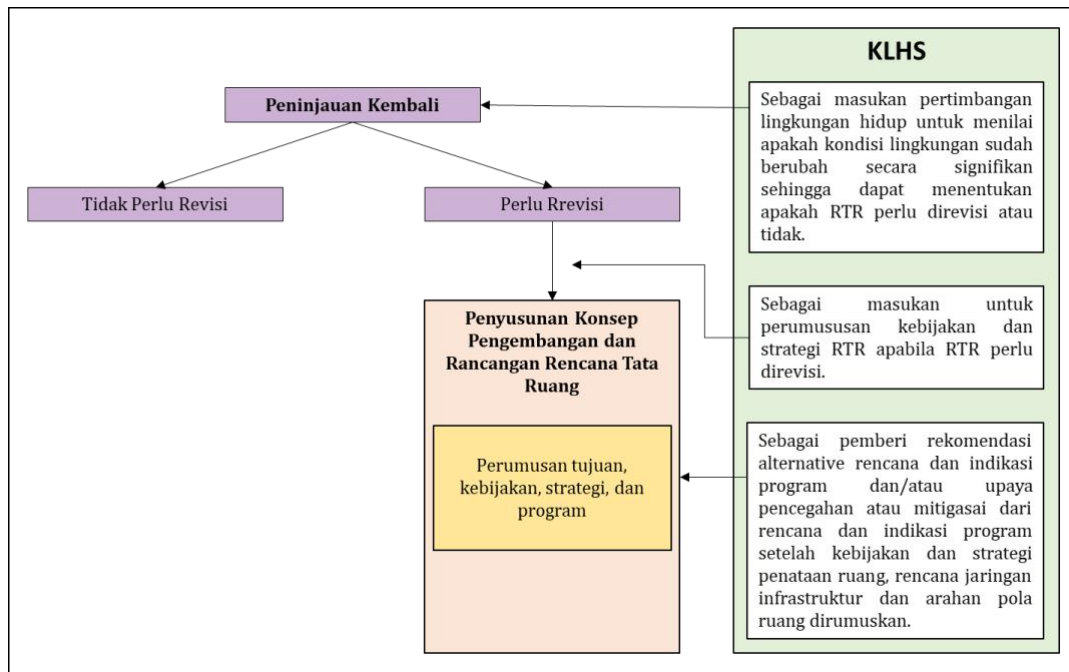 KLHS
Peninjauan Kembali
Tidak Perlu Revisi
Perlu Rrevisi
Penyusunan Konsep
Pengembangan dan
Rancangan Rencana Tata
Ruang
Perumusan tujuan,
kebijakan, strategi, dan
program
Sebagai masukan pertimbangan
lingkungan hidup untuk menilai
apakah kondisi lingkungan sudah
berubah secara signifikan
sehingga dapat menentukan
apakah RTR perlu direvisi atau
tidak.
Sebagai masukan untuk
perumususan kebijakan dan
strategi RTR apabila RTR perlu
direvisi.
Sebagai pemberi rekomendasi
alternative rencana dan indikasi
program dan/atau upaya
pencegahan atau mitigasai dari
rencana dan indikasi program
setelah kebijakan dan strategi
penataan ruang, rencana jaringan
infrastruktur dan arahan pola
ruang dirumuskan.